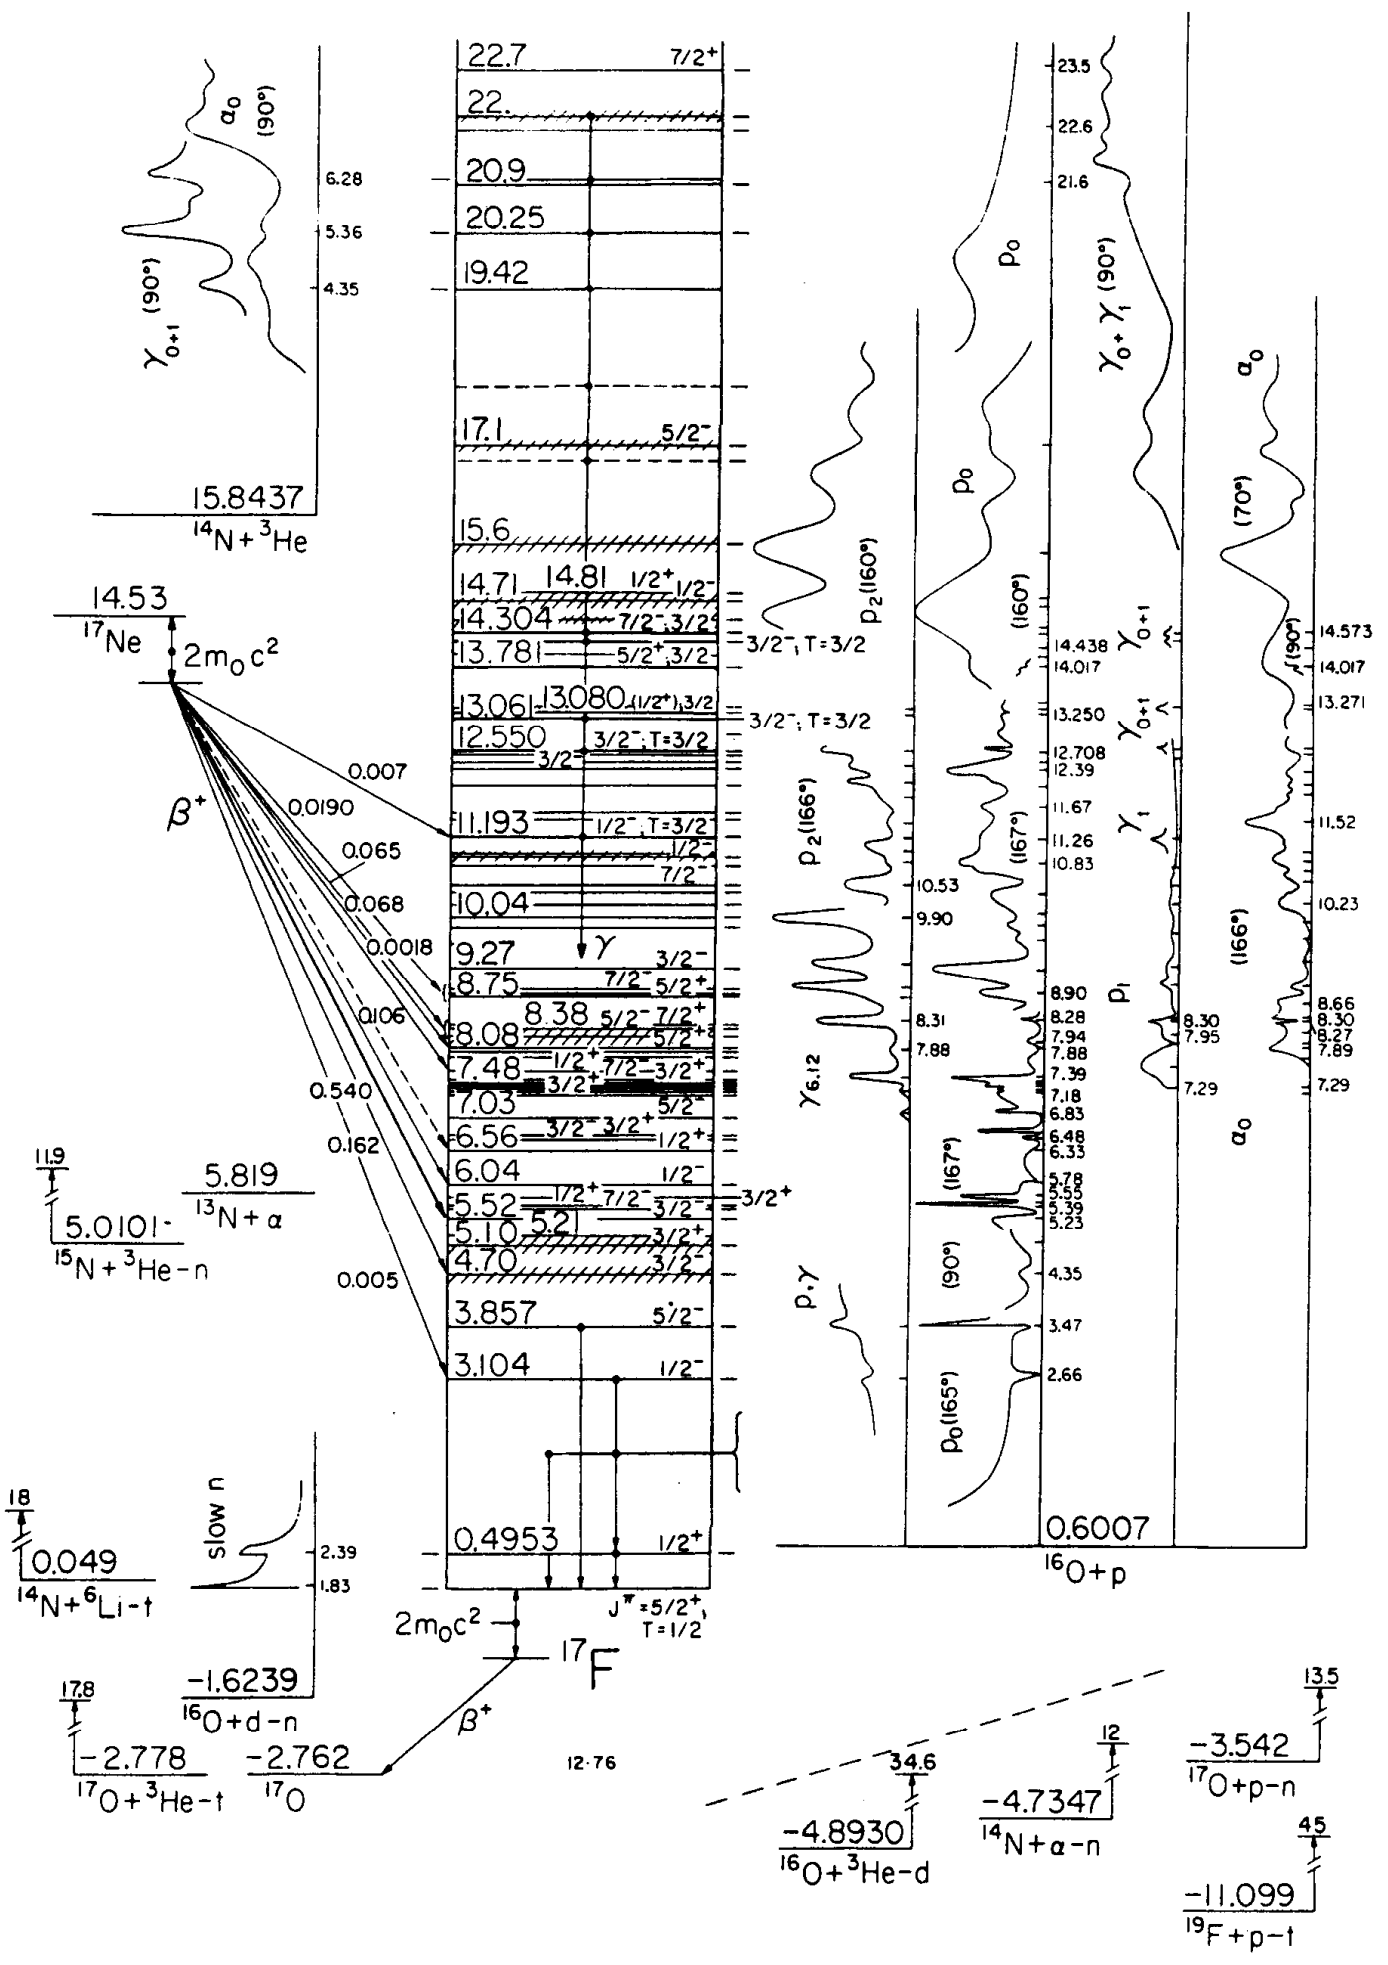 22.7 7/2⁺
22.
20.9
20.25
19.42
17.1 5/2⁻
15.6
14.71 14.81 1/2⁺ 1/2⁻
14.304 7/2⁻;3/2
13.781 5/2⁺;3/2⁻
13.061 13.080 (1/2⁺);3/2
12.550 3/2⁻;T=3/2
3/2⁻
11.193 1/2⁻;T=3/2
1/2⁻
7/2⁻
10.04
γ
9.27 3/2⁻
8.75 7/2⁻ 5/2⁺
8.38 5/2⁻ 7/2⁺
8.08 5/2⁺
7.48 1/2⁺ 7/2⁻ 3/2⁺
3/2⁺
7.03 5/2⁻
6.56 3/2⁻ 3/2⁺ 1/2⁺
6.04 1/2⁻
5.52 1/2⁺ 7/2⁻ 3/2⁻
3/2⁺
5.10 5.21 3/2⁺
4.70 3/2⁻
3.857 5/2⁻
3.104 1/2⁻
0.4953 1/2⁺
Jπ=5/2⁺,
T=1/2
2m₀c²
¹⁷F
β⁺
12.76
3/2⁻; T=3/2
3/2⁻; T=3/2
α₀
(90°)
γ₀₊₁ (90°)
6.28
5.36
4.35
15.8437
¹⁴N+³He
14.53
¹⁷Ne
2m₀c²
β⁺
0.007
0.0190
0.065
0.068
0.0018
0.106
0.540
0.162
0.005
11.9
5.0101
¹⁵N+³He-n
5.819
¹³N+α
18
0.049
¹⁴N+⁶Li-t
slow n
2.39
1.83
-1.6239
¹⁶O+d-n
17.8
-2.778
¹⁷O+³He-t
-2.762
¹⁷O
p₂(160°)
p₂(166°)
10.53
9.90
8.31
7.88
γ6.12
p,γ
p₀
p₀
(160°)
(167°)
(167°)
(90°)
p₀(165°)
23.5
22.6
21.6
14.438
14.017
13.250
12.708
12.39
11.67
11.26
10.83
8.90
8.28
7.94
7.88
7.39
7.18
6.83
6.48
6.33
5.78
5.55
5.39
5.23
4.35
3.47
2.66
0.6007
¹⁶O+p
γ₀+γ₁ (90°)
γ₀₊₁
γ₀₊₁
γ₁
p₁
8.30
7.95
7.29
α₀
(70°)
(90°)
(166°)
α₀
14.573
14.017
13.271
11.52
10.23
8.66
8.30
8.27
7.89
7.29
34.6
-4.8930
¹⁶O+³He-d
12
-4.7347
¹⁴N+α-n
13.5
-3.542
¹⁷O+p-n
45
-11.099
¹⁹F+p-t